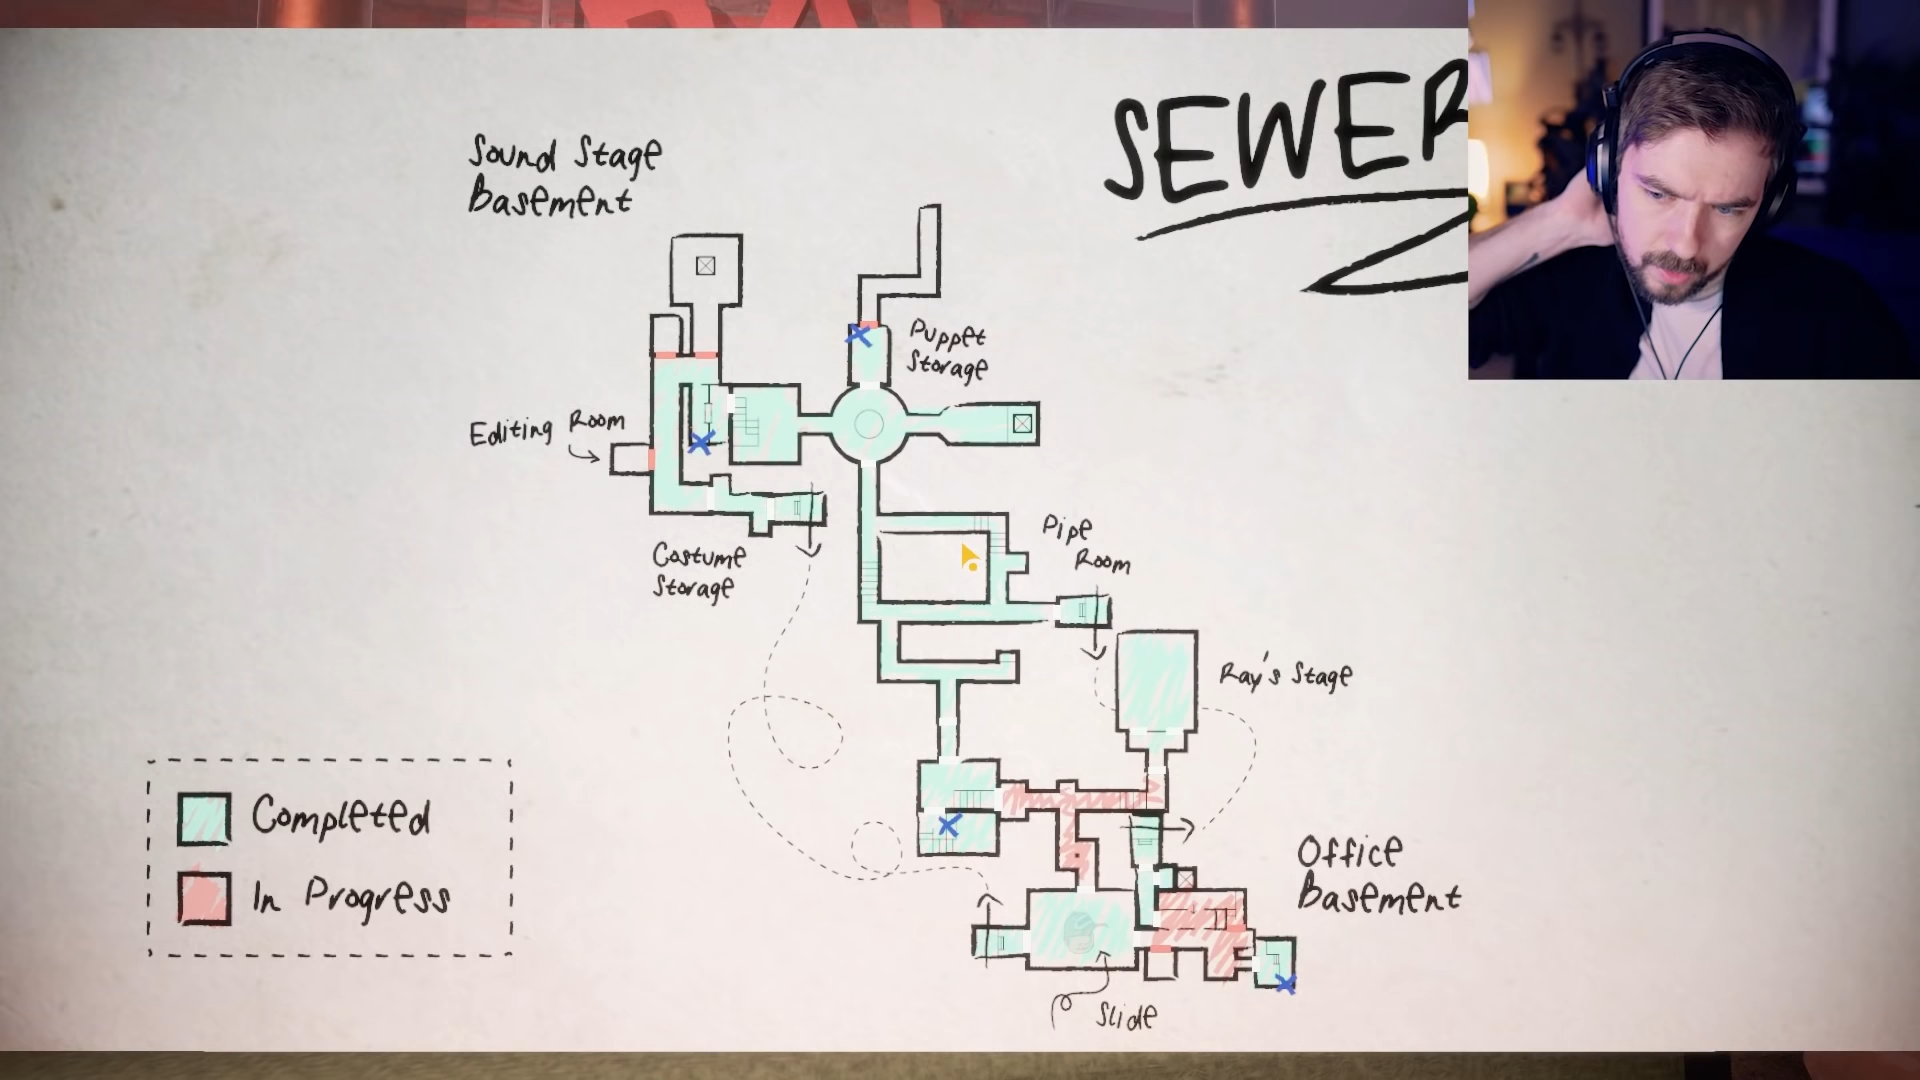 SEWER
Sound Stage
Basement
Puppet
Storage
Editing Room
Costume
Storage
Pipe
Room
Ray's Stage
Completed
In Progress
Office
Basement
Slide